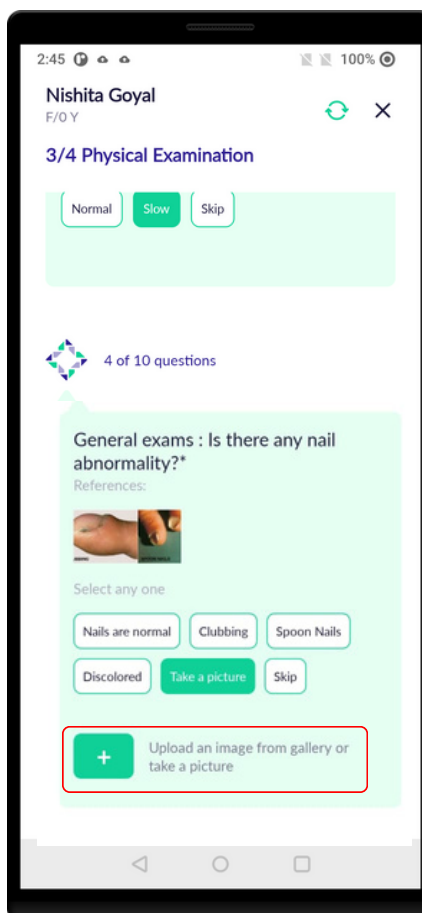 2:45
100%
Nishita Goyal
F/0 Y
3/4 Physical Examination
Normal
Slow
Skip
4 of 10 questions
General exams : Is there any nail
abnormality?*
References:
Select any one
Nails are normal
Clubbing
Spoon Nails
Discolored
Take a picture
Skip
+
Upload an image from gallery or
take a picture